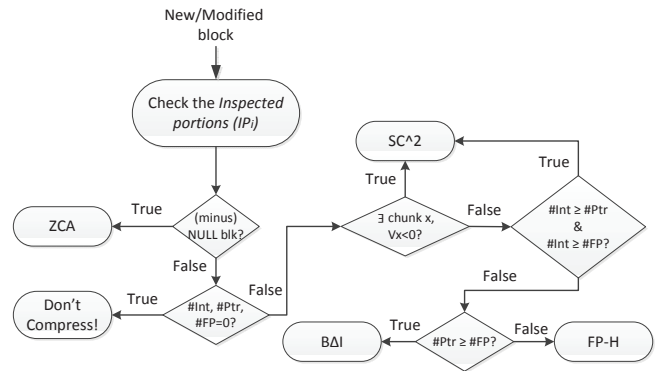 New/Modified
block
Check the Inspected
portions (IPi)
SC^2
True
True
ZCA
True
(minus)
NULL blk?
∃ chunk x,
Vx<0?
False
#Int ≥ #Ptr
&
#Int ≥ #FP?
False
False
False
Don't
Compress!
True
#Int, #Ptr,
#FP=0?
BΔI
True
#Ptr ≥ #FP?
False
FP-H